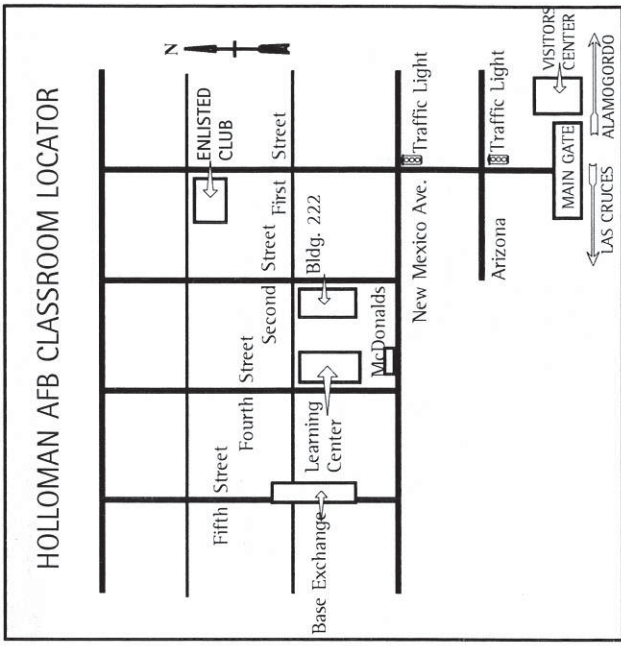 HOLLOMAN AFB CLASSROOM LOCATOR
N
ENLISTED
CLUB
First Street
Second Street
Bldg. 222
Fourth Street
Learning
Center
McDonalds
Fifth Street
Base Exchange
New Mexico Ave.
Traffic Light
Arizona
Traffic Light
VISITORS
CENTER
MAIN GATE
LAS CRUCES
ALAMOGORDO